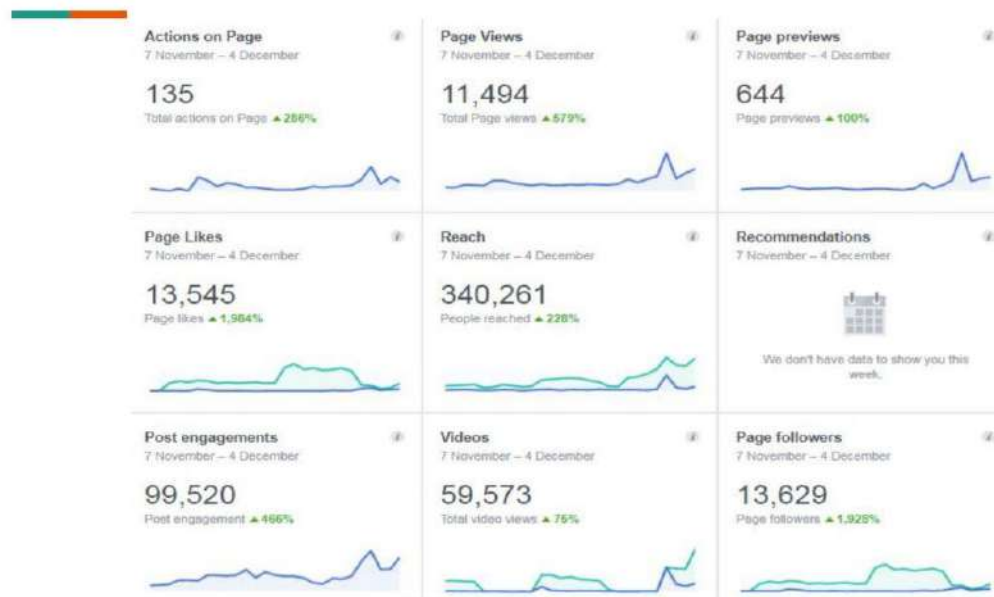 Actions on Page
7 November – 4 December
135
Total actions on Page ▲ 286%
Page Views
7 November – 4 December
11,494
Total Page views ▲ 579%
Page previews
7 November – 4 December
644
Page previews ▲ 100%
Page Likes
7 November – 4 December
13,545
Page likes ▲ 1,984%
Reach
7 November – 4 December
340,261
People reached ▲ 228%
Recommendations
7 November – 4 December
We don't have data to show you this
week.
Post engagements
7 November – 4 December
99,520
Post engagement ▲ 466%
Videos
7 November – 4 December
59,573
Total video views ▲ 75%
Page followers
7 November – 4 December
13,629
Page followers ▲ 1,928%